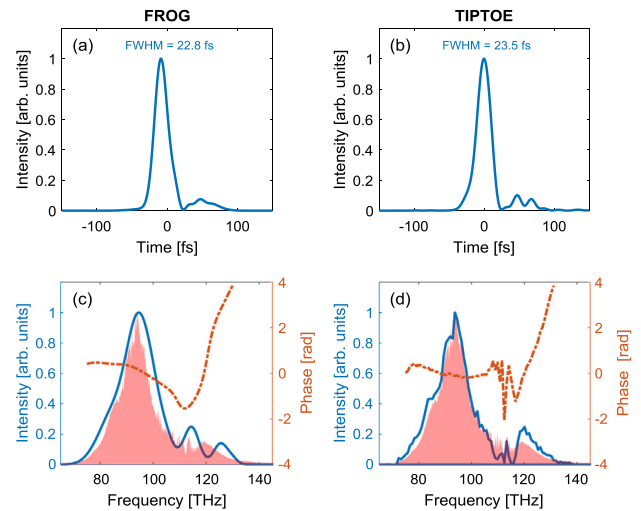 FROG
TIPTOE
(a)
FWHM = 22.8 fs
1
0.8
0.6
0.4
0.2
0
Intensity [arb. units]
-100
0
100
Time [fs]
(b)
FWHM = 23.5 fs
1
0.8
0.6
0.4
0.2
0
Intensity [arb. units]
-100
0
100
Time [fs]
(c)
1
0.8
0.6
0.4
0.2
0
Intensity [arb. units]
4
2
0
-2
-4
Phase [rad]
80
100
120
140
Frequency [THz]
(d)
1
0.8
0.6
0.4
0.2
0
Intensity [arb. units]
4
2
0
-2
-4
Phase [rad]
80
100
120
140
Frequency [THz]